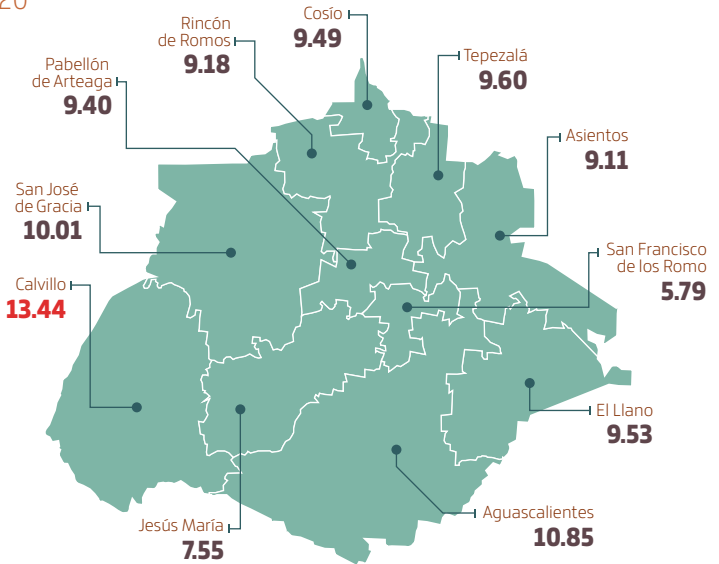 Cosío
9.49
Rincón
de Romos
9.18
Tepezalá
9.60
Pabellón
de Arteaga
9.40
Asientos
9.11
San José
de Gracia
10.01
San Francisco
de los Romo
5.79
Calvillo
13.44
El Llano
9.53
Aguascalientes
10.85
Jesús María
7.55